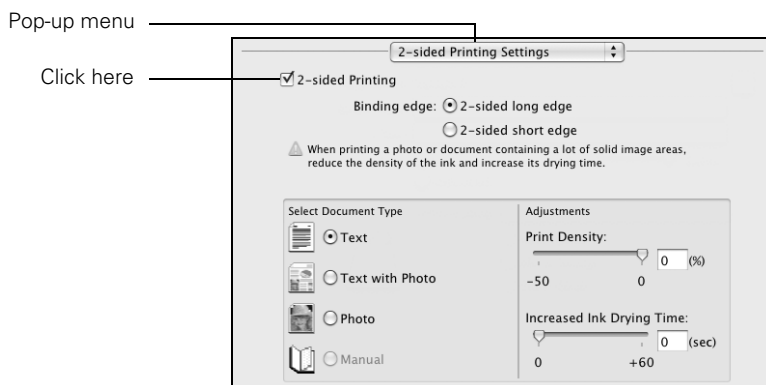 Pop-up menu
2-sided Printing Settings
Click here
2-sided Printing
Binding edge: 2-sided long edge
2-sided short edge
When printing a photo or document containing a lot of solid image areas,
reduce the density of the ink and increase its drying time.
Select Document Type
Text
Text with Photo
Photo
Manual
Adjustments
Print Density:
0 (%)
-50 0
Increased Ink Drying Time:
0 (sec)
0 +60